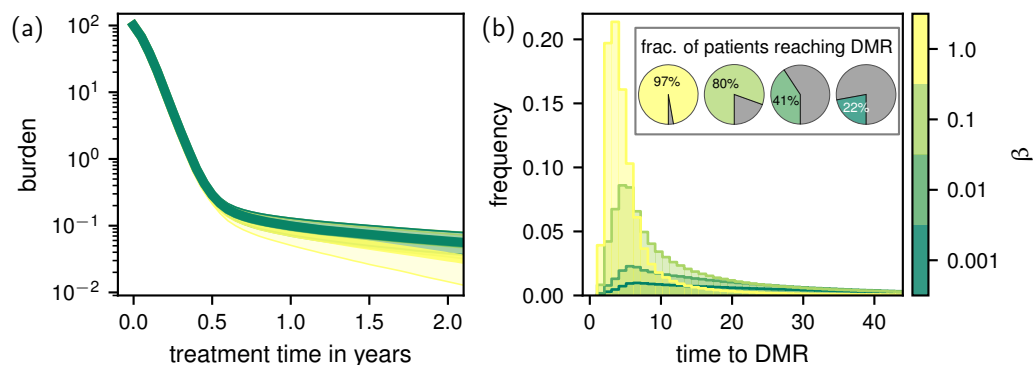 (a)
burden
10²
10¹
10⁰
10⁻¹
10⁻²
0.0 0.5 1.0 1.5 2.0
treatment time in years
(b)
frequency
0.20
0.15
0.10
0.05
0.00
frac. of patients reaching DMR
97% 80% 41% 22%
0 10 20 30 40
time to DMR
1.0
0.1
0.01
0.001
β